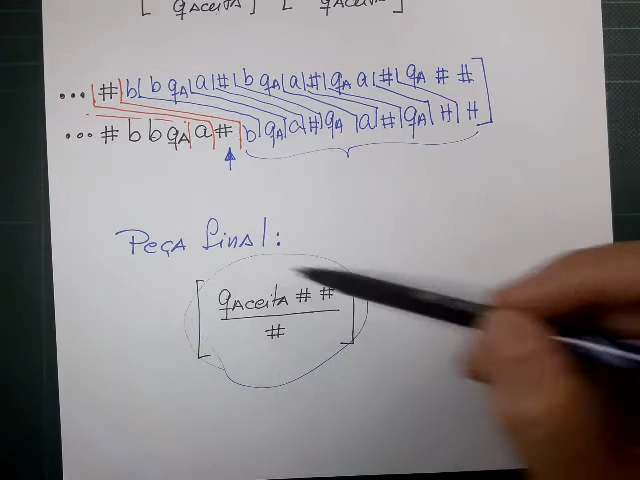 [ qACEITA ] [ qACEITA ]
... # b b qA a # b qA a # qA a # qA # #
... # b b qA a # b qA a # qA a # qA # #
PEÇA final:
qAceita # #
#